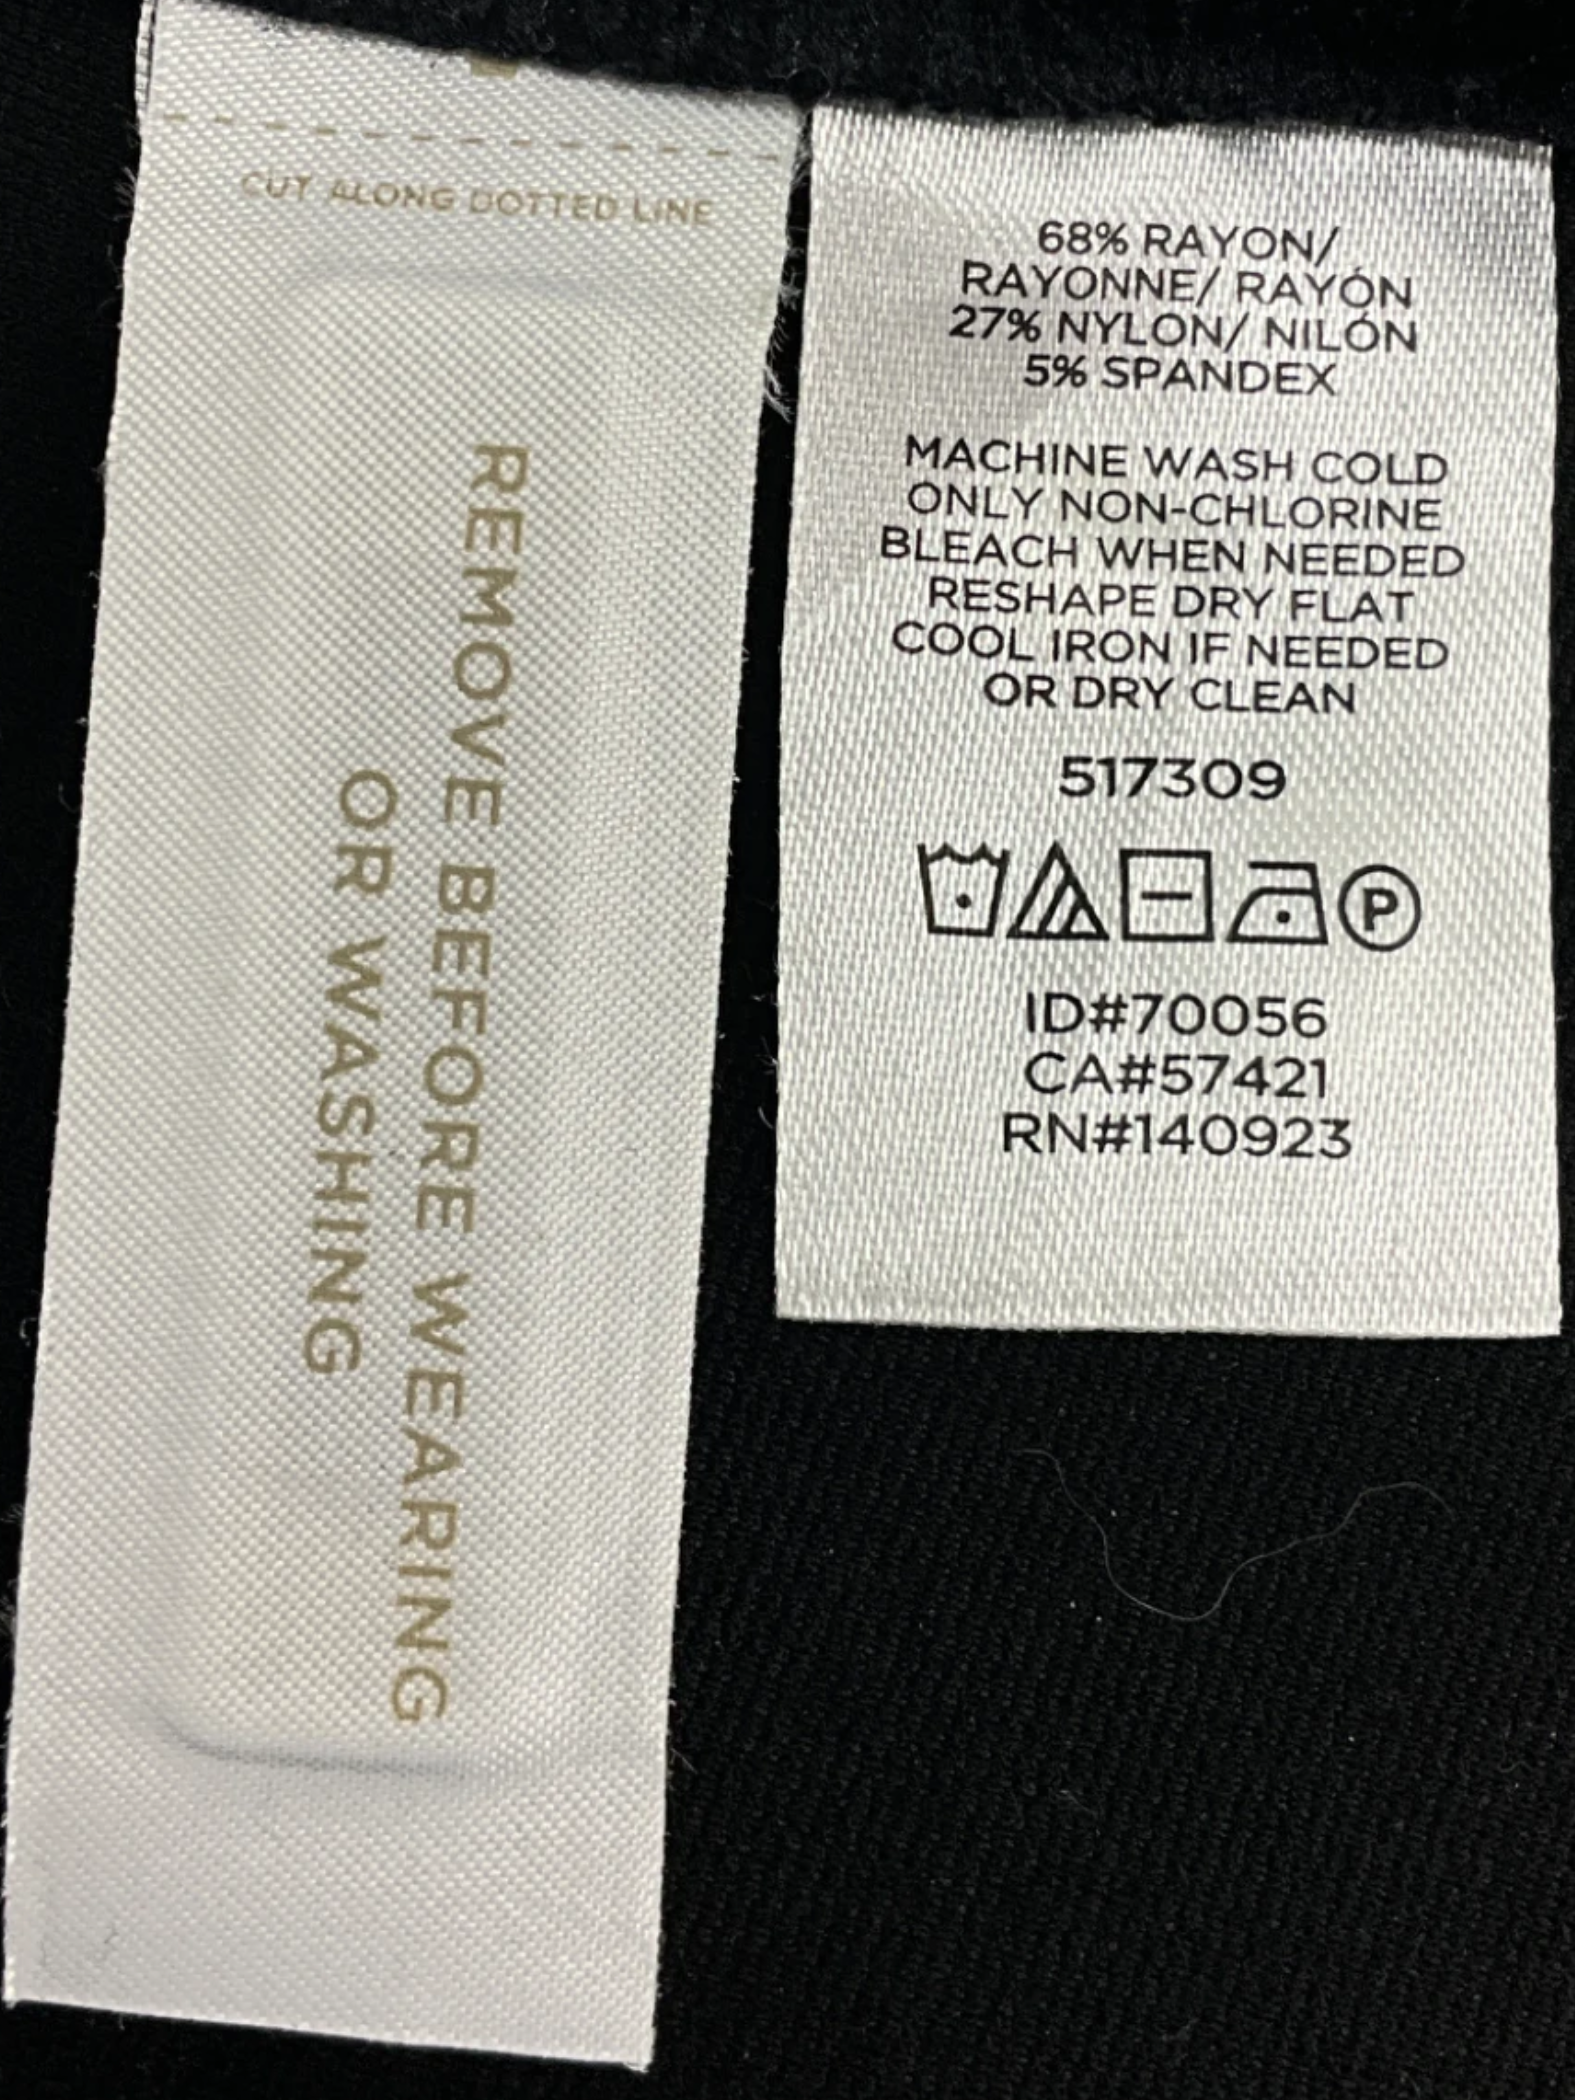 CUT ALONG DOTTED LINE
REMOVE BEFORE WEARING
OR WASHING
68% RAYON/
RAYONNE/ RAYÓN
27% NYLON/ NILÓN
5% SPANDEX
MACHINE WASH COLD
ONLY NON-CHLORINE
BLEACH WHEN NEEDED
RESHAPE DRY FLAT
COOL IRON IF NEEDED
OR DRY CLEAN
517309
P
ID#70056
CA#57421
RN#140923